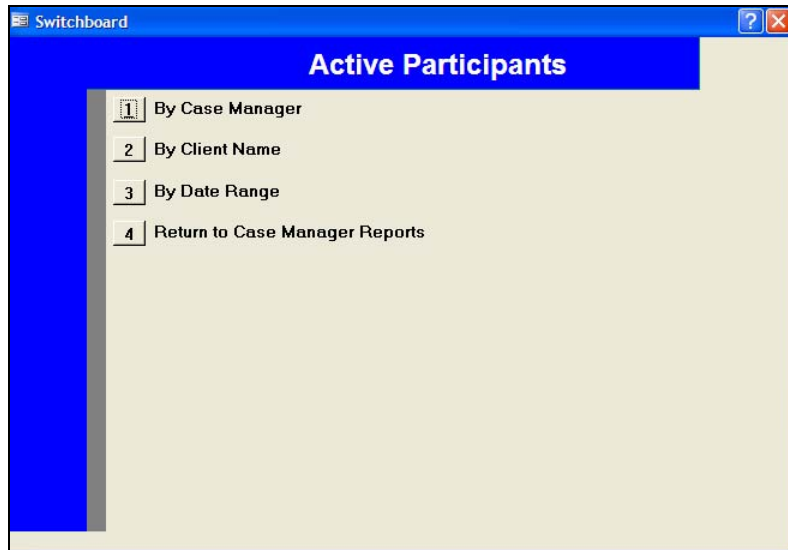 Switchboard
Active Participants
1 By Case Manager
2 By Client Name
3 By Date Range
4 Return to Case Manager Reports